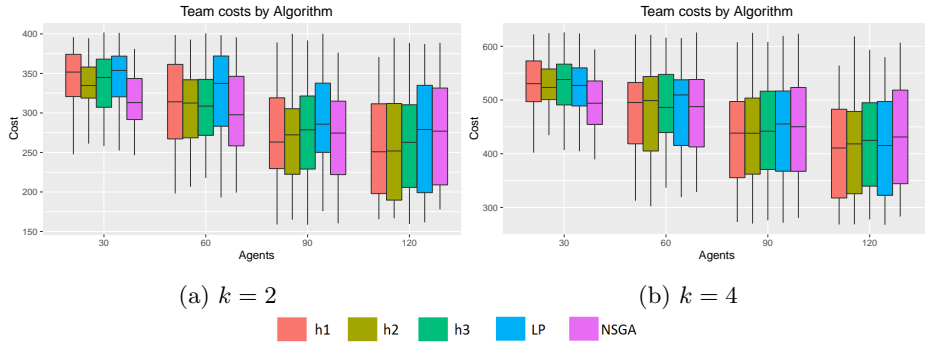 Team costs by Algorithm
Cost
400
350
300
250
200
150
30
60
90
120
Agents
(a) k = 2
Team costs by Algorithm
Cost
600
500
400
300
30
60
90
120
Agents
(b) k = 4
h1 h2 h3 LP NSGA